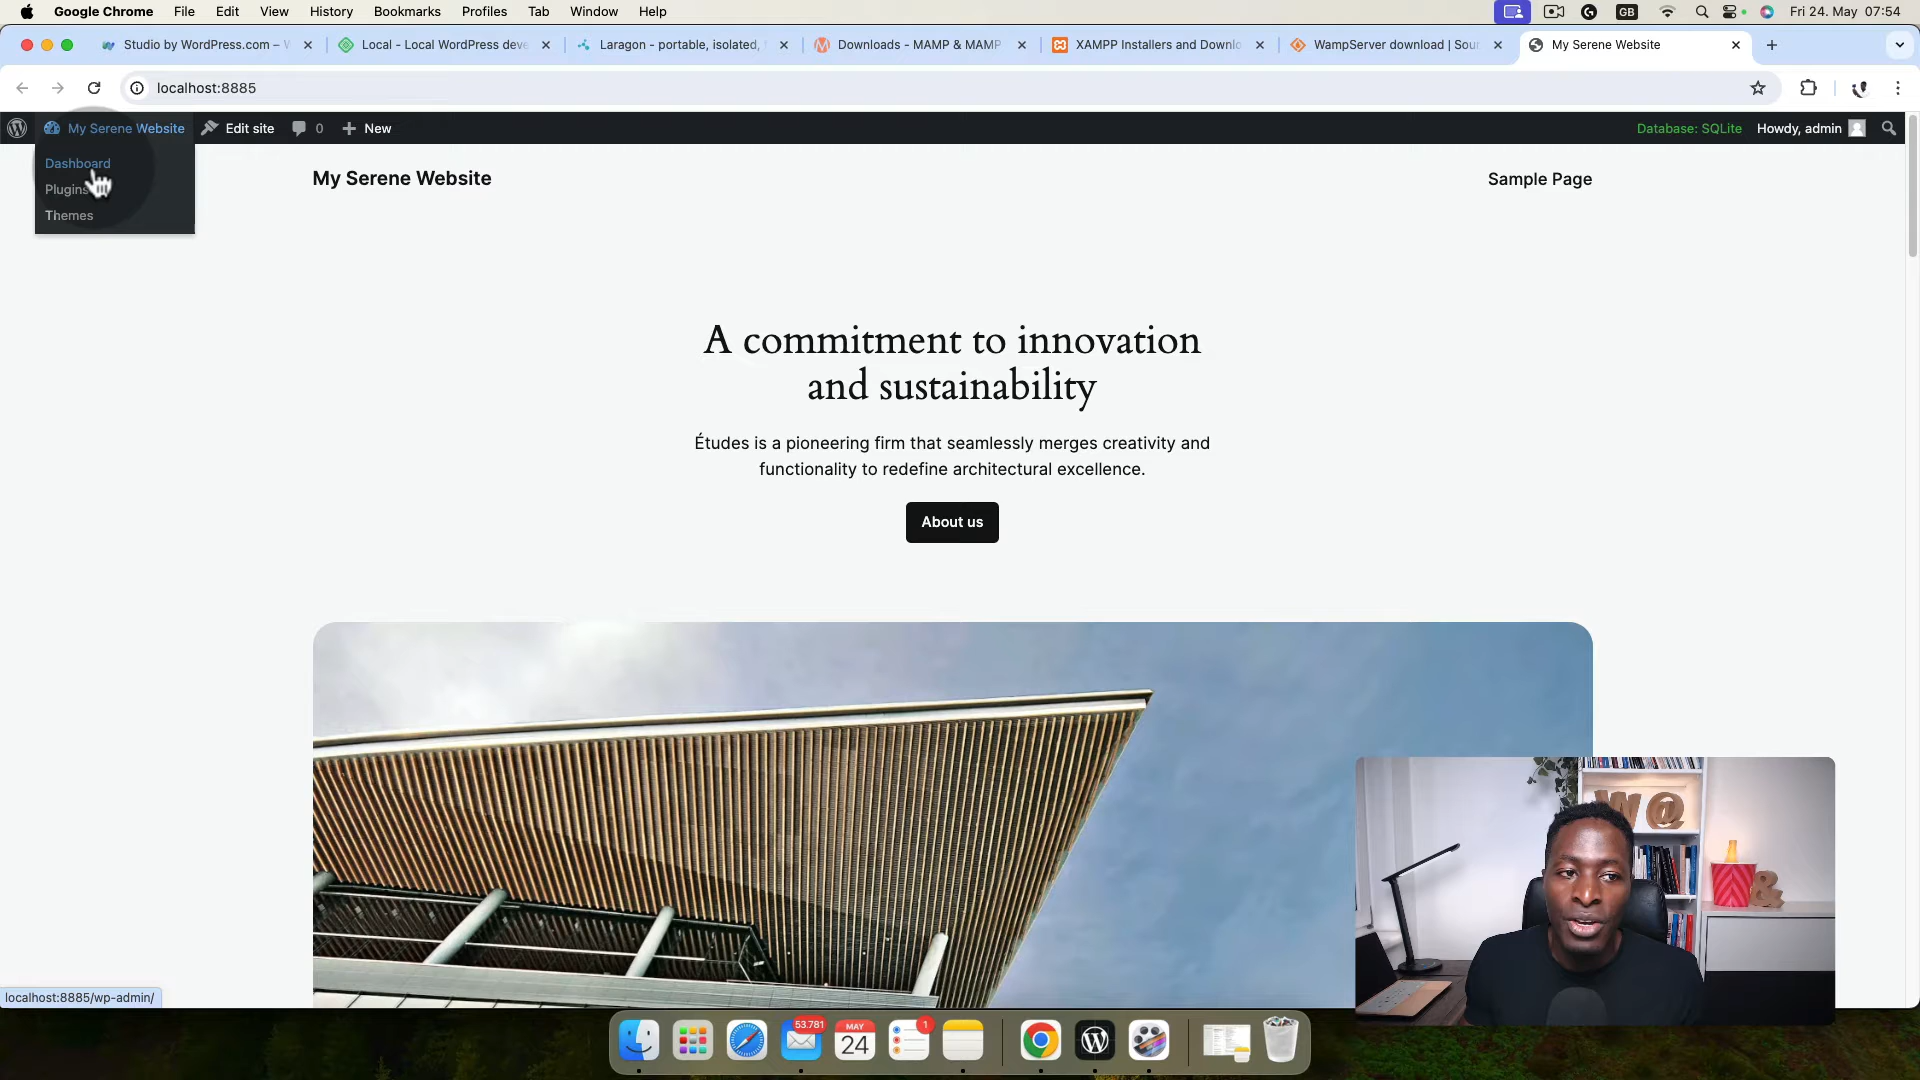 Google Chrome File Edit View History Bookmarks Profiles Tab Window Help GB Fri 24. May 07:54
Studio by WordPress.com – Local - Local WordPress deve Laragon - portable, isolated, Downloads - MAMP & MAMP XAMPP Installers and Downlo WampServer download | Sour My Serene Website
localhost:8885
My Serene Website Edit site 0 New Database: SQLite Howdy, admin
Dashboard
Plugins
Themes
My Serene Website Sample Page
A commitment to innovation
and sustainability
Études is a pioneering firm that seamlessly merges creativity and
functionality to redefine architectural excellence.
About us
W@
&
localhost:8885/wp-admin/
53.781 MAY 1
24